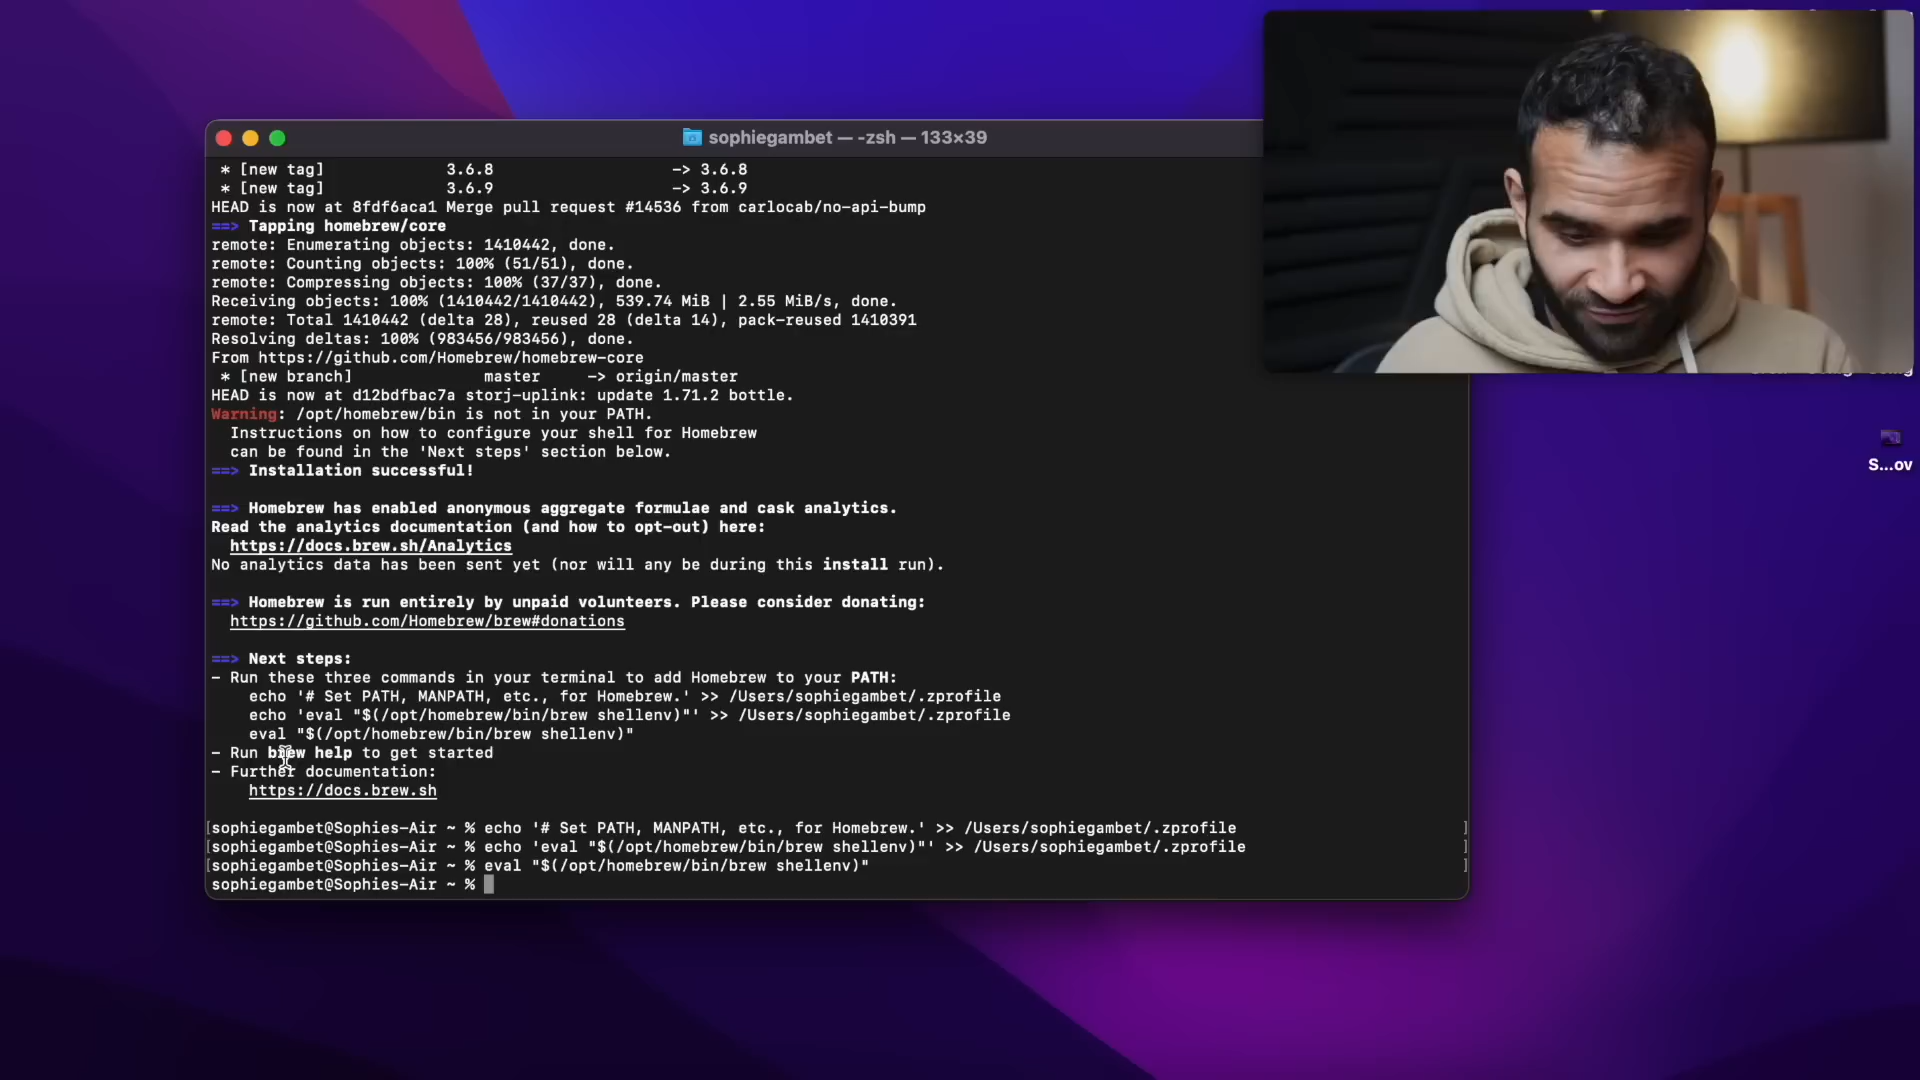 sophiegambet — -zsh — 133×39
* [new tag] 3.6.8 -> 3.6.8
* [new tag] 3.6.9 -> 3.6.9
HEAD is now at 8fdf6aca1 Merge pull request #14536 from carlocab/no-api-bump
==> Tapping homebrew/core
remote: Enumerating objects: 1410442, done.
remote: Counting objects: 100% (51/51), done.
remote: Compressing objects: 100% (37/37), done.
Receiving objects: 100% (1410442/1410442), 539.74 MiB | 2.55 MiB/s, done.
remote: Total 1410442 (delta 28), reused 28 (delta 14), pack-reused 1410391
Resolving deltas: 100% (983456/983456), done.
From https://github.com/Homebrew/homebrew-core
* [new branch] master -> origin/master
HEAD is now at d12bdfbac7a storj-uplink: update 1.71.2 bottle.
Warning: /opt/homebrew/bin is not in your PATH.
Instructions on how to configure your shell for Homebrew
can be found in the 'Next steps' section below.
==> Installation successful!
==> Homebrew has enabled anonymous aggregate formulae and cask analytics.
Read the analytics documentation (and how to opt-out) here:
https://docs.brew.sh/Analytics
No analytics data has been sent yet (nor will any be during this install run).
==> Homebrew is run entirely by unpaid volunteers. Please consider donating:
https://github.com/Homebrew/brew#donations
==> Next steps:
- Run these three commands in your terminal to add Homebrew to your PATH:
echo '# Set PATH, MANPATH, etc., for Homebrew.' >> /Users/sophiegambet/.zprofile
echo 'eval "$(/opt/homebrew/bin/brew shellenv)"' >> /Users/sophiegambet/.zprofile
eval "$(/opt/homebrew/bin/brew shellenv)"
- Run brew help to get started
- Further documentation:
https://docs.brew.sh
[sophiegambet@Sophies-Air ~ % echo '# Set PATH, MANPATH, etc., for Homebrew.' >> /Users/sophiegambet/.zprofile ]
[sophiegambet@Sophies-Air ~ % echo 'eval "$(/opt/homebrew/bin/brew shellenv)"' >> /Users/sophiegambet/.zprofile ]
[sophiegambet@Sophies-Air ~ % eval "$(/opt/homebrew/bin/brew shellenv)" ]
sophiegambet@Sophies-Air ~ %
S...ov